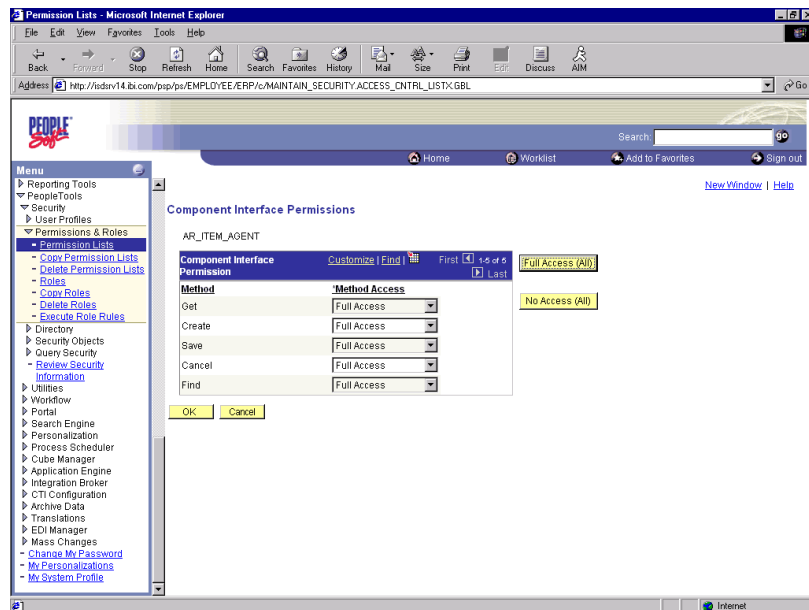 Permission Lists - Microsoft Internet Explorer
File Edit View Favorites Tools Help
Back Forward Stop Refresh Home Search Favorites History Mail Size Print Edit Discuss AIM
Address http://isdsrv14.ibi.com/psp/ps/EMPLOYEE/ERP/c/MAINTAIN_SECURITY.ACCESS_CNTRL_LISTX.GBL Go
PEOPLE Soft
Search: go
Home Worklist Add to Favorites Sign out
New Window | Help
Menu
Reporting Tools
PeopleTools
Security
User Profiles
Permissions & Roles
- Permission Lists
- Copy Permission Lists
- Delete Permission Lists
- Roles
- Copy Roles
- Delete Roles
- Execute Role Rules
Directory
Security Objects
Query Security
- Review Security
Information
Utilities
Workflow
Portal
Search Engine
Personalization
Process Scheduler
Cube Manager
Application Engine
Integration Broker
CTI Configuration
Archive Data
Translations
EDI Manager
Mass Changes
- Change My Password
- My Personalizations
- My System Profile
Component Interface Permissions
AR_ITEM_AGENT
Component Interface Permission Customize | Find | First 1-5 of 5 Last
Method *Method Access
Get Full Access
Create Full Access
Save Full Access
Cancel Full Access
Find Full Access
Full Access (All)
No Access (All)
OK Cancel
Internet